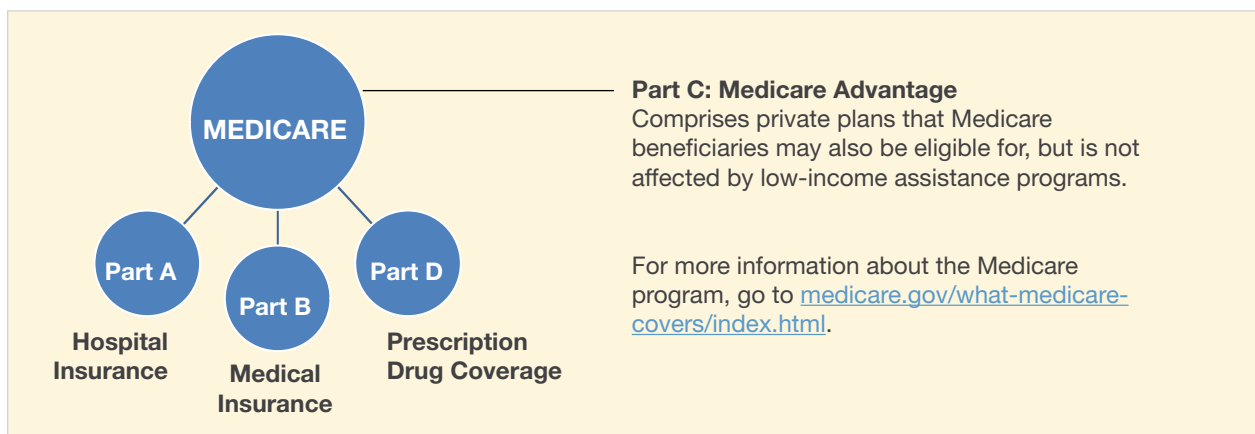 MEDICARE
Part A
Hospital
Insurance
Part B
Medical
Insurance
Part D
Prescription
Drug Coverage
Part C: Medicare Advantage
Comprises private plans that Medicare
beneficiaries may also be eligible for, but is not
affected by low-income assistance programs.
For more information about the Medicare
program, go to medicare.gov/what-medicare-
covers/index.html.